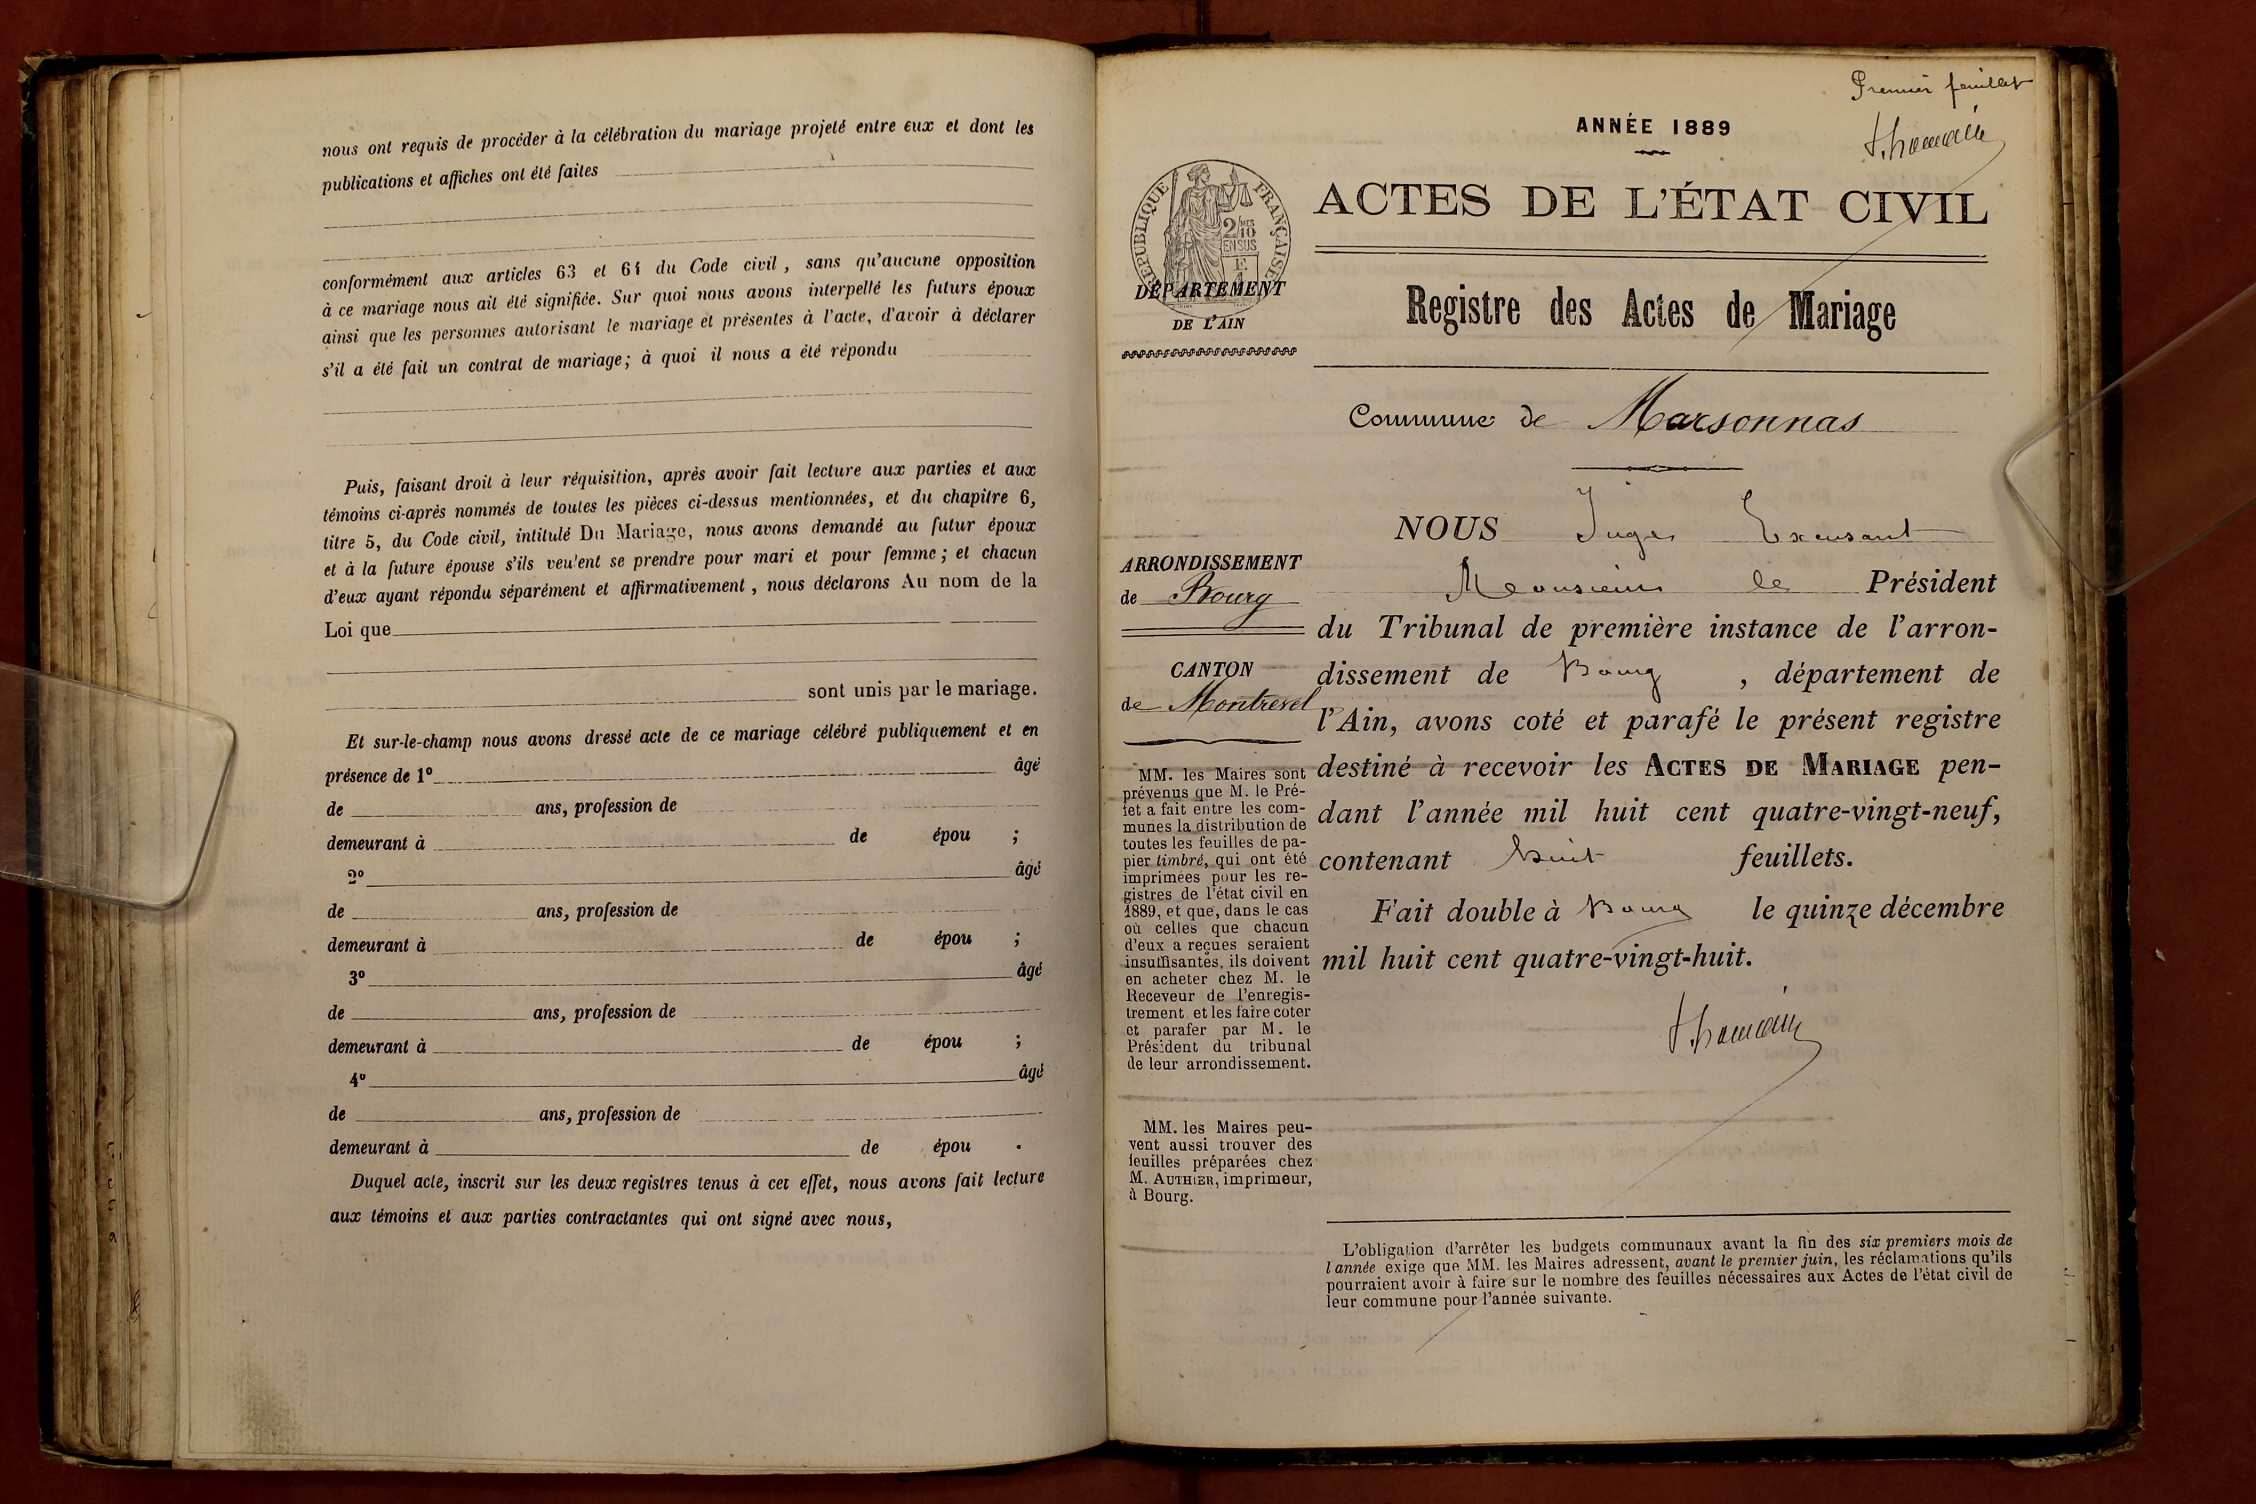 nous ont requis de procéder à la célébration du mariage projeté entre eux et dont les
publications et affiches ont été faites
conformément aux articles 63 et 64 du Code civil, sans qu'aucune opposition
à ce mariage nous ait été signifiée. Sur quoi nous avons interpellé les futurs époux
ainsi que les personnes autorisant le mariage et présentes à l'acte, d'avoir à déclarer
s'il a été fait un contrat de mariage; à quoi il nous a été répondu
Puis, faisant droit à leur réquisition, après avoir fait lecture aux parties et aux
témoins ci-après nommés de toutes les pièces ci-dessus mentionnées, et du chapitre 6,
titre 5, du Code civil, intitulé Du Mariage, nous avons demandé au futur époux
et à la future épouse s'ils veulent se prendre pour mari et pour femme; et chacun
d'eux ayant répondu séparément et affirmativement, nous déclarons Au nom de la
Loi que
sont unis par le mariage.
Et sur-le-champ nous avons dressé acte de ce mariage célébré publiquement et en
présence de 1º âgé
de ans, profession de
demeurant à de épou ;
2º âgé
de ans, profession de
demeurant à de épou ;
3º âgé
de ans, profession de
demeurant à de épou ;
4º âgé
de ans, profession de
demeurant à de épou .
Duquel acte, inscrit sur les deux registres tenus à cet effet, nous avons fait lecture
aux témoins et aux parties contractantes qui ont signé avec nous,
Premier feuillet
ANNÉE 1889
RÉPUBLIQUE FRANÇAISE
2/10 EN SUS
DÉPARTEMENT
DE L'AIN
ACTES DE L'ÉTAT CIVIL
Registre des Actes de Mariage
Commune de Marsonnas
ARRONDISSEMENT
de Bourg
CANTON
de Montrevel
MM. les Maires sont
prévenus que M. le Pré-
fet a fait entre les com-
munes la distribution de
toutes les feuilles de pa-
pier timbré, qui ont été
imprimées pour les re-
gistres de l'état civil en
1889, et que, dans le cas
où celles que chacun
d'eux a reçues seraient
insuffisantes, ils doivent
en acheter chez M. le
Receveur de l'enregis-
trement et les faire coter
et parafer par M. le
Président du tribunal
de leur arrondissement.
MM. les Maires peu-
vent aussi trouver des
feuilles préparées chez
M. AUTHIER, imprimeur,
à Bourg.
NOUS Juge Excusant
Monsieur le Président
du Tribunal de première instance de l'arron-
dissement de Bourg, département de
l'Ain, avons coté et parafé le présent registre
destiné à recevoir les ACTES DE MARIAGE pen-
dant l'année mil huit cent quatre-vingt-neuf,
contenant huit feuillets.
Fait double à Bourg le quinze décembre
mil huit cent quatre-vingt-huit.
L'obligation d'arrêter les budgets communaux avant la fin des six premiers mois de
l'année exige que MM. les Maires adressent, avant le premier juin, les réclamations qu'ils
pourraient avoir à faire sur le nombre des feuilles nécessaires aux Actes de l'état civil de
leur commune pour l'année suivante.